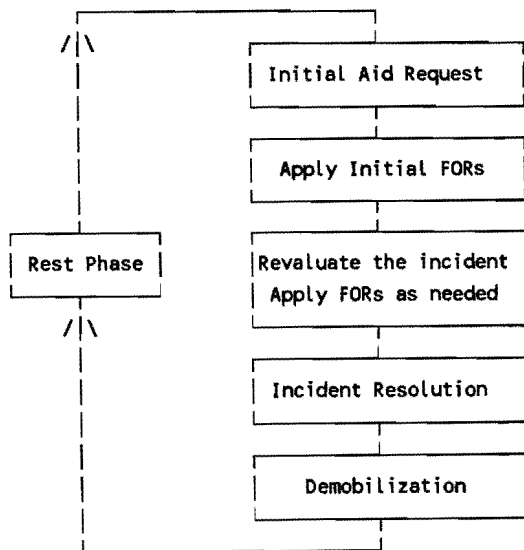 Initial Aid Request
Apply Initial FORs
Rest Phase
Revaluate the incident
Apply FORs as needed
Incident Resolution
Demobilization